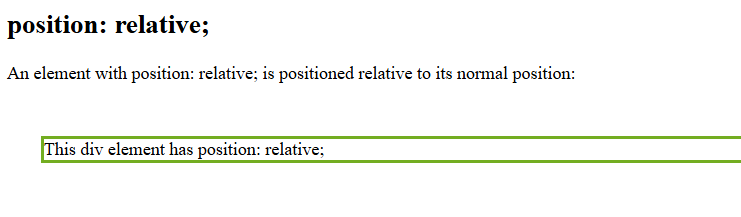 position: relative;
An element with position: relative; is positioned relative to its normal position:
This div element has position: relative;